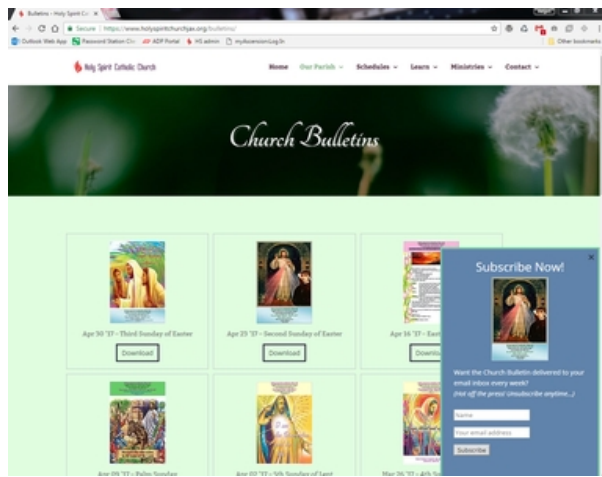 Bulletins - Holy Spirit C
Secure | https://www.holyspiritchurchjax.org/bulletins/
Outlook Web App
Password Station Cli
ADP Portal
HS admin
myAscensionLog In
Other bookmarks
Holy Spirit Catholic Church
Home
Our Parish
Schedules
Learn
Ministries
Contact
Church Bulletins
Apr 30 '17 – Third Sunday of Easter
Download
Apr 23 '17 – Second Sunday of Easter
Download
Apr 16 '17 –
Downlo
Apr 09 '17 – Palm Sunday
Apr 02 '17 – 5th Sunday of Lent
Mar 26 '17 – 4th
Subscribe Now!
Want the Church Bulletin delivered to your
email inbox every week?
(Hot off the press! Unsubscribe anytime...)
Name
Your email address
Subscribe